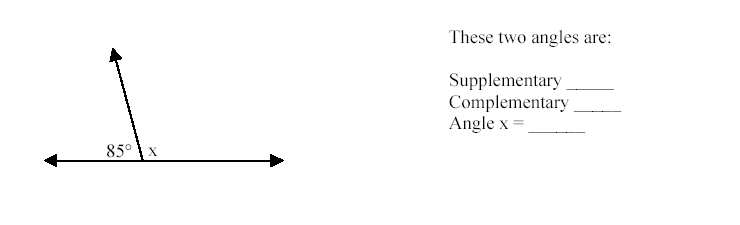 These two angles are:
Supplementary _____
Complementary _____
Angle x = ______
85° x